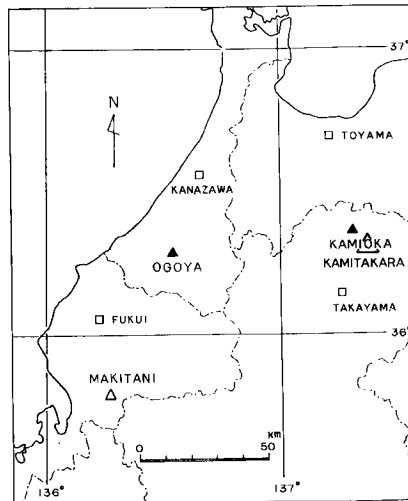 37°
N
TOYAMA
KANAZAWA
KAMIOKA
OGOYA
KAMITAKARA
TAKAYAMA
FUKUI
36°
MAKITANI
0 50
KM
136° 137°